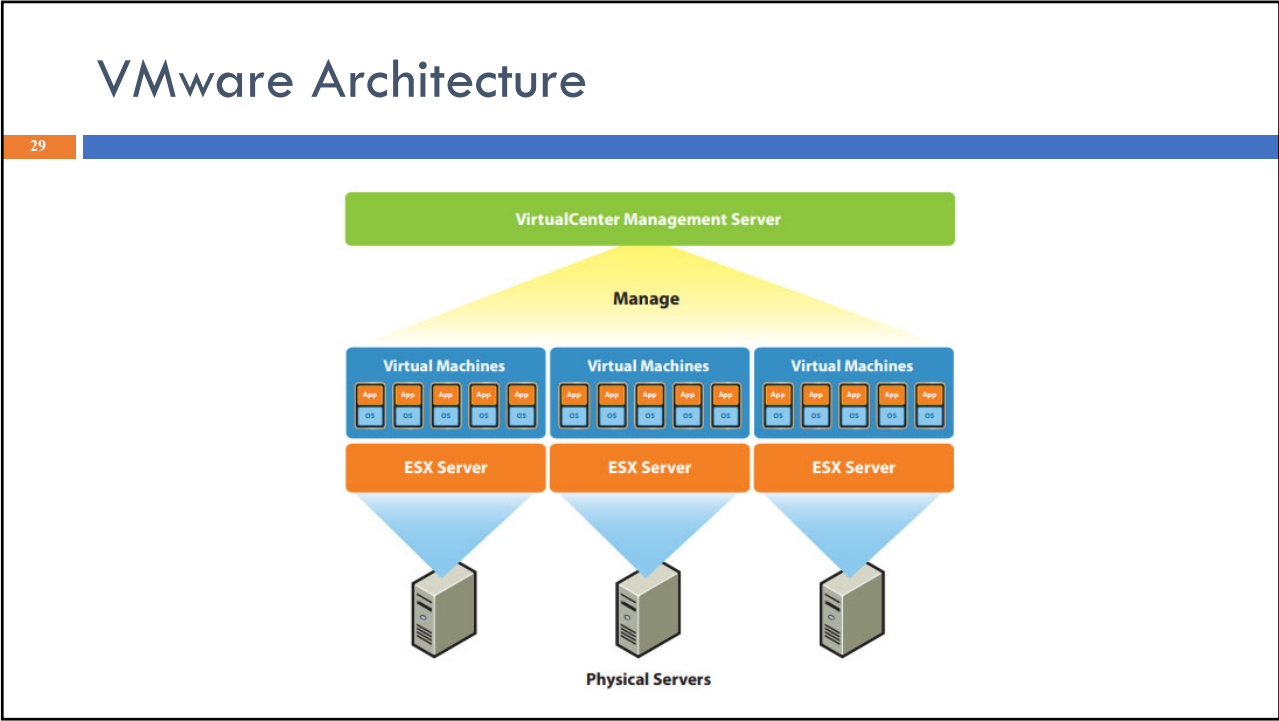 VMware Architecture
29
VirtualCenter Management Server
Manage
Virtual Machines Virtual Machines Virtual Machines
App App App App App App App App App App App App App App App
OS OS OS OS OS OS OS OS OS OS OS OS OS OS OS
ESX Server ESX Server ESX Server
Physical Servers